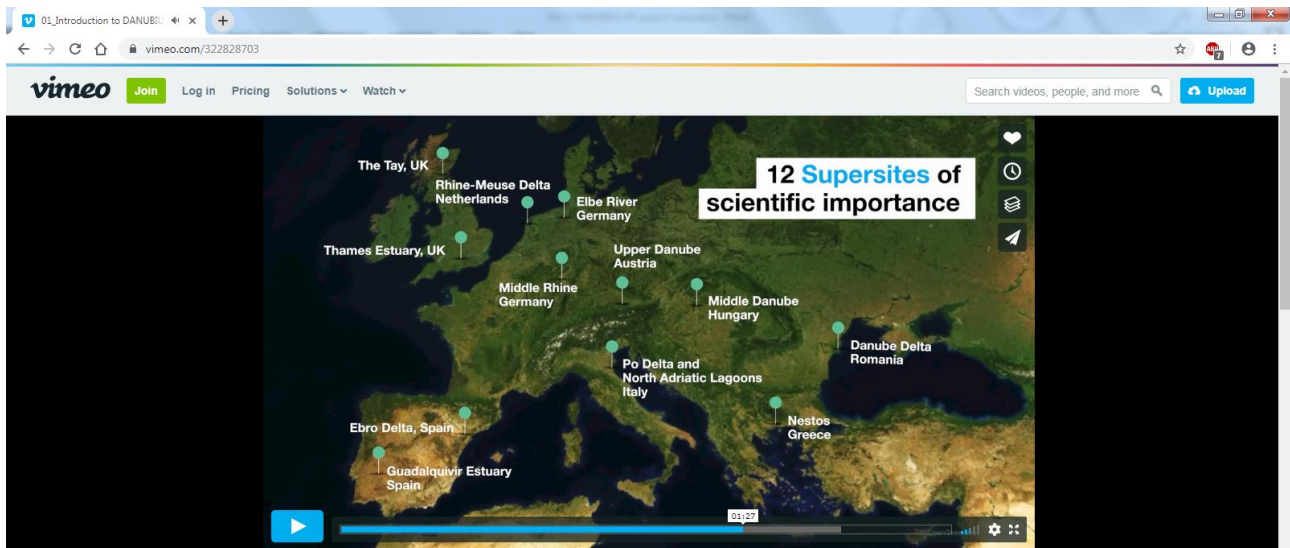 01_Introduction to DANUBIU
vimeo.com/322828703
ABP
7
vimeo
Join
Log in
Pricing
Solutions
Watch
Search videos, people, and more
Upload
12 Supersites of
scientific importance
The Tay, UK
Rhine-Meuse Delta
Netherlands
Elbe River
Germany
Thames Estuary, UK
Upper Danube
Austria
Middle Rhine
Germany
Middle Danube
Hungary
Danube Delta
Romania
Po Delta and
North Adriatic Lagoons
Italy
Ebro Delta, Spain
Nestos
Greece
Guadalquivir Estuary
Spain
01:27